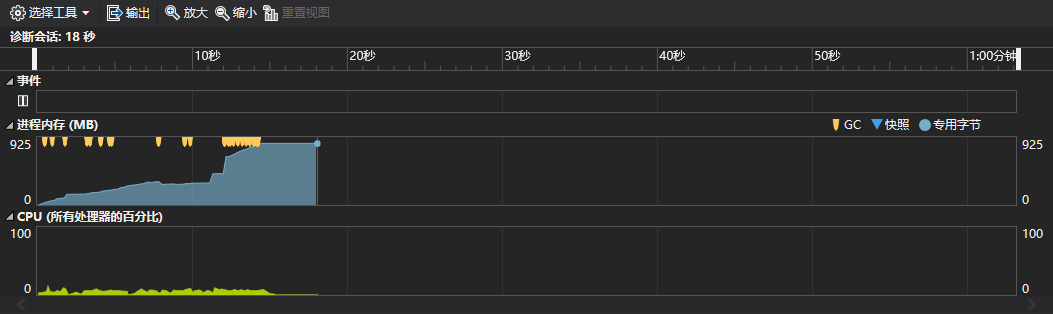 选择工具 输出 放大 缩小 重置视图
诊断会话: 18 秒
10秒 20秒 30秒 40秒 50秒 1:00分钟
事件
进程内存 (MB) GC 快照 专用字节
925 925
0 0
CPU (所有处理器的百分比)
100 100
0 0